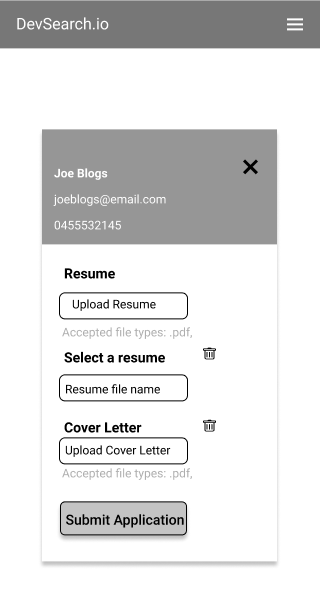 DevSearch.io
Joe Blogs
joeblogs@email.com
0455532145
Resume
Upload Resume
Accepted file types: .pdf,
Select a resume
Resume file name
Cover Letter
Upload Cover Letter
Accepted file types: .pdf,
Submit Application